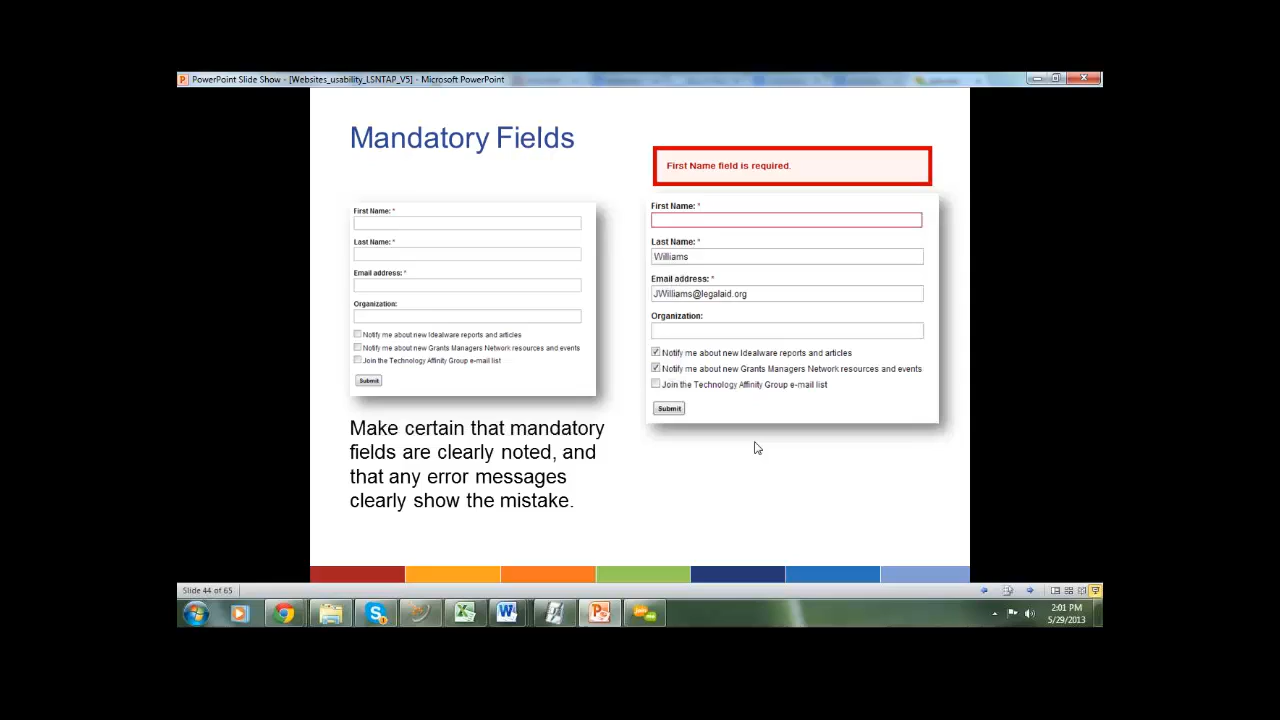 PowerPoint Slide Show - [Websites_usability_LSNTAP_V5] - Microsoft PowerPoint
Mandatory Fields
First Name: *
Last Name: *
Email address: *
Organization:
Notify me about new Idealware reports and articles
Notify me about new Grants Managers Network resources and events
Join the Technology Affinity Group e-mail list
Submit
Make certain that mandatory
fields are clearly noted, and
that any error messages
clearly show the mistake.
First Name field is required.
First Name: *
Last Name: *
Williams
Email address: *
JWilliams@legalaid.org
Organization:
Notify me about new Idealware reports and articles
Notify me about new Grants Managers Network resources and events
Join the Technology Affinity Group e-mail list
Submit
Slide 44 of 65
2:01 PM
5/29/2013